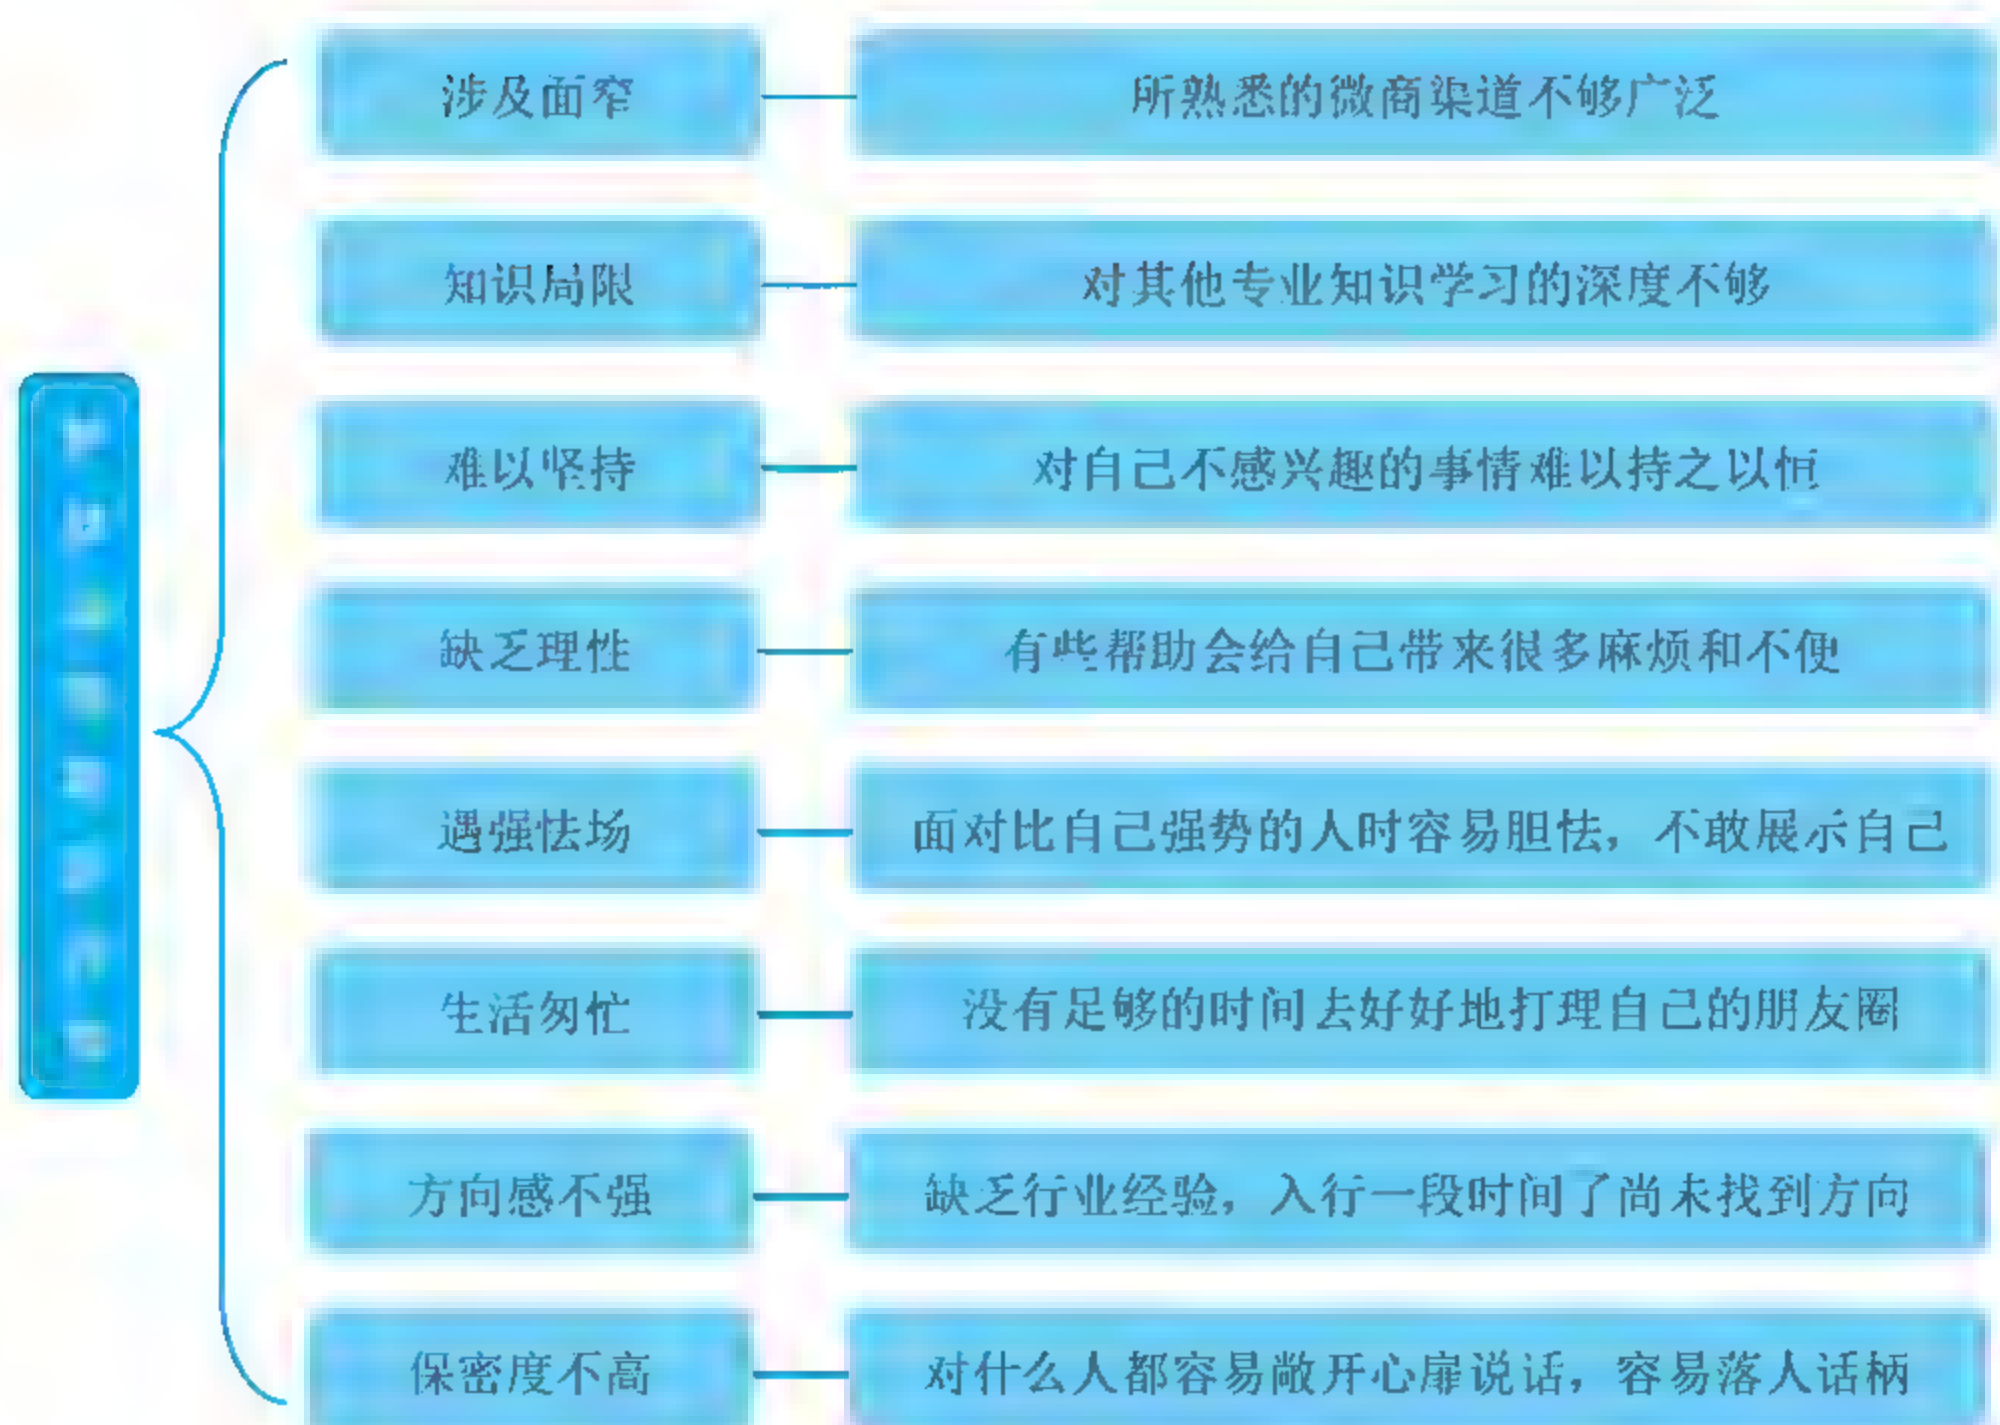 涉及面窄
所熟悉的微商渠道不够广泛
知识局限
对其他专业知识学习的深度不够
难以坚持
对自己不感兴趣的事情难以持之以恒
缺乏理性
有些帮助会给自己带来很多麻烦和不便
遇强怯场
面对比自己强势的人时容易胆怯，不敢展示自己
生活匆忙
没有足够的时间去好好地打理自己的朋友圈
方向感不强
缺乏行业经验，入行一段时间了尚未找到方向
保密度不高
对什么人都容易敞开心扉说话，容易落人话柄